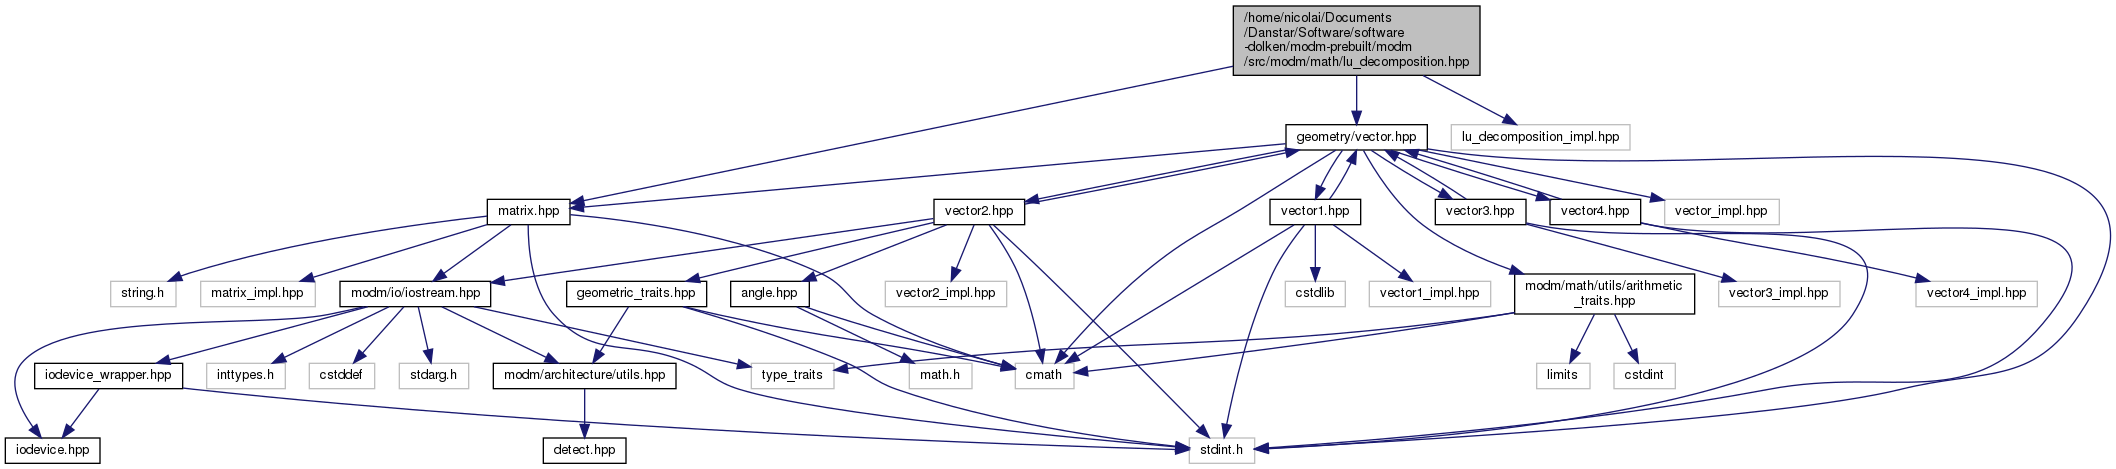 /home/nicolai/Documents
/Danstar/Software/software
-dolken/modm-prebuilt/modm
/src/modm/math/lu_decomposition.hpp
geometry/vector.hpp
lu_decomposition_impl.hpp
matrix.hpp
vector2.hpp
vector1.hpp
vector3.hpp
vector4.hpp
vector_impl.hpp
string.h
matrix_impl.hpp
modm/io/iostream.hpp
geometric_traits.hpp
angle.hpp
vector2_impl.hpp
cstdlib
vector1_impl.hpp
modm/math/utils/arithmetic
_traits.hpp
vector3_impl.hpp
vector4_impl.hpp
iodevice_wrapper.hpp
inttypes.h
cstddef
stdarg.h
modm/architecture/utils.hpp
type_traits
math.h
cmath
limits
cstdint
iodevice.hpp
detect.hpp
stdint.h